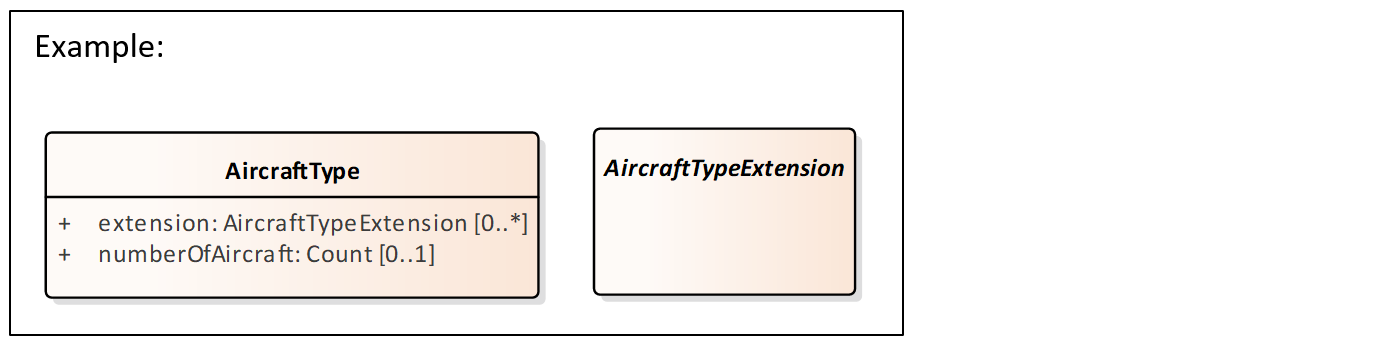 Example:
AircraftType
+ extension: AircraftTypeExtension [0..*]
+ numberOfAircraft: Count [0..1]
AircraftTypeExtension